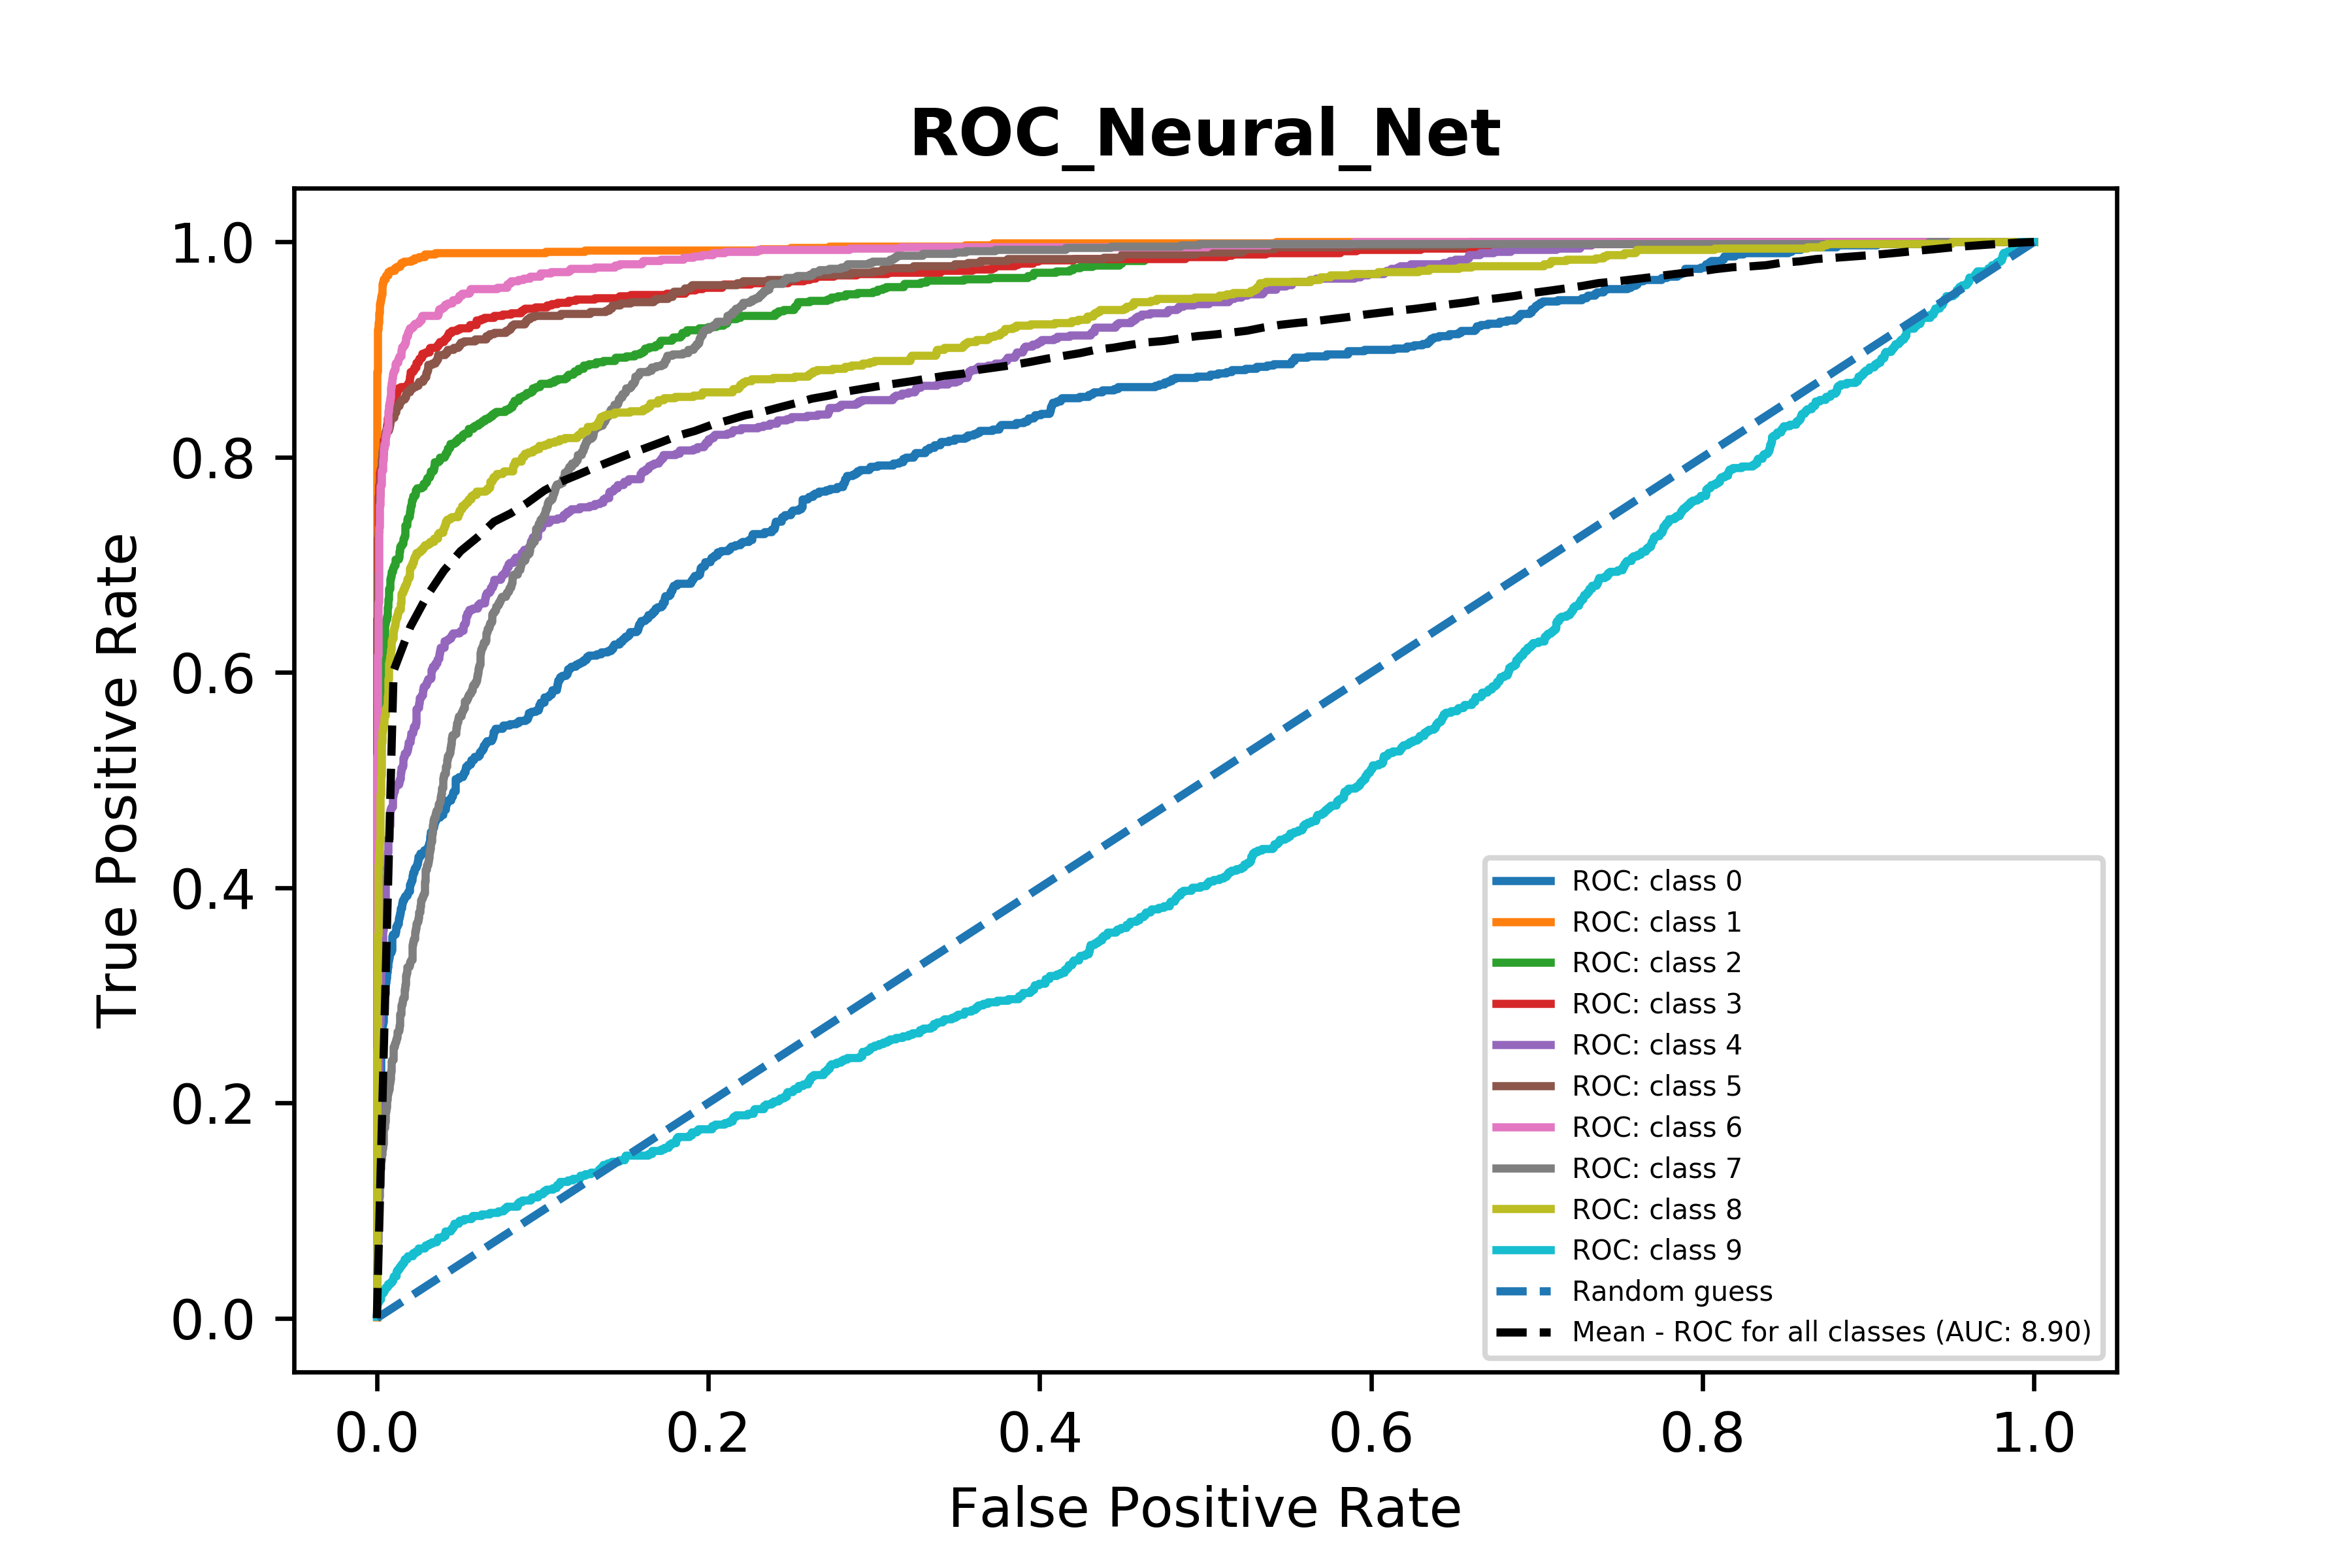 ROC_Neural_Net
True Positive Rate
1.0
0.8
0.6
0.4
0.2
0.0
0.0 0.2 0.4 0.6 0.8 1.0
False Positive Rate
ROC: class 0
ROC: class 1
ROC: class 2
ROC: class 3
ROC: class 4
ROC: class 5
ROC: class 6
ROC: class 7
ROC: class 8
ROC: class 9
Random guess
Mean - ROC for all classes (AUC: 8.90)